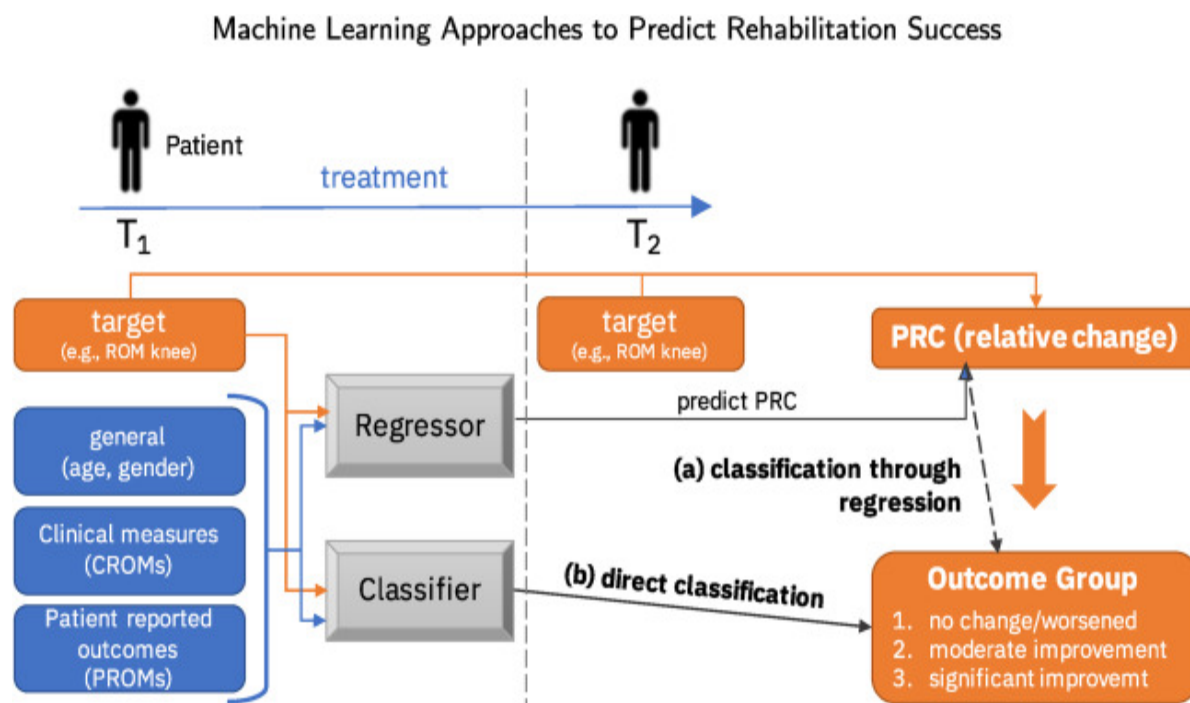 Machine Learning Approaches to Predict Rehabilitation Success
Patient
treatment
T1
T2
target
(e.g., ROM knee)
target
(e.g., ROM knee)
PRC (relative change)
general
(age, gender)
Clinical measures
(CROMs)
Patient reported
outcomes
(PROMs)
Regressor
Classifier
predict PRC
(a) classification through
regression
(b) direct classification
Outcome Group
1. no change/worsened
2. moderate improvement
3. significant improvemt